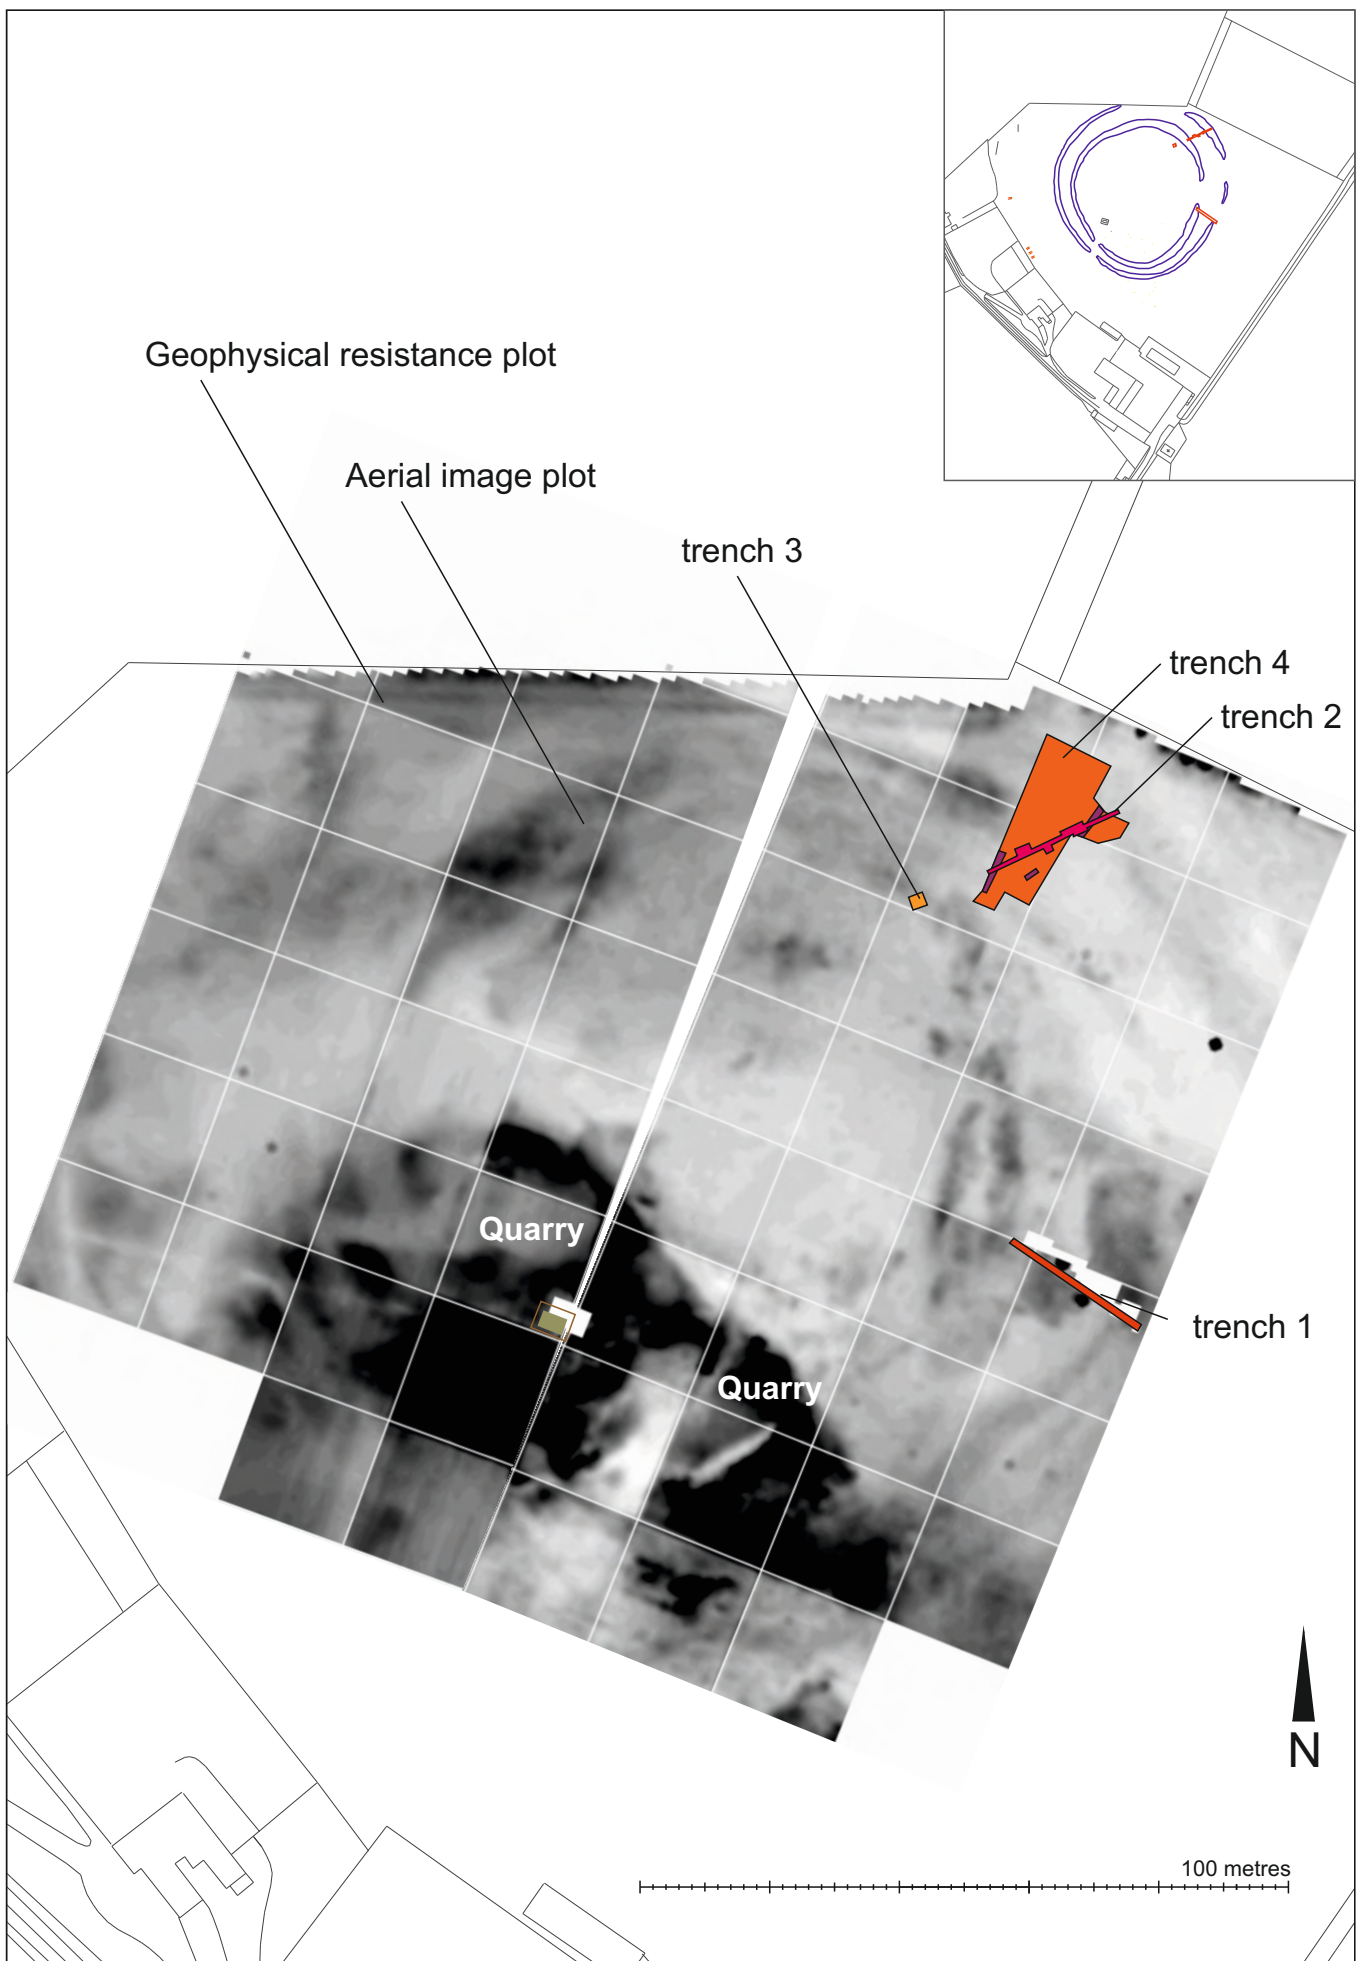 Geophysical resistance plot
Aerial image plot
trench 3
trench 4
trench 2
Quarry
trench 1
Quarry
N
100 metres